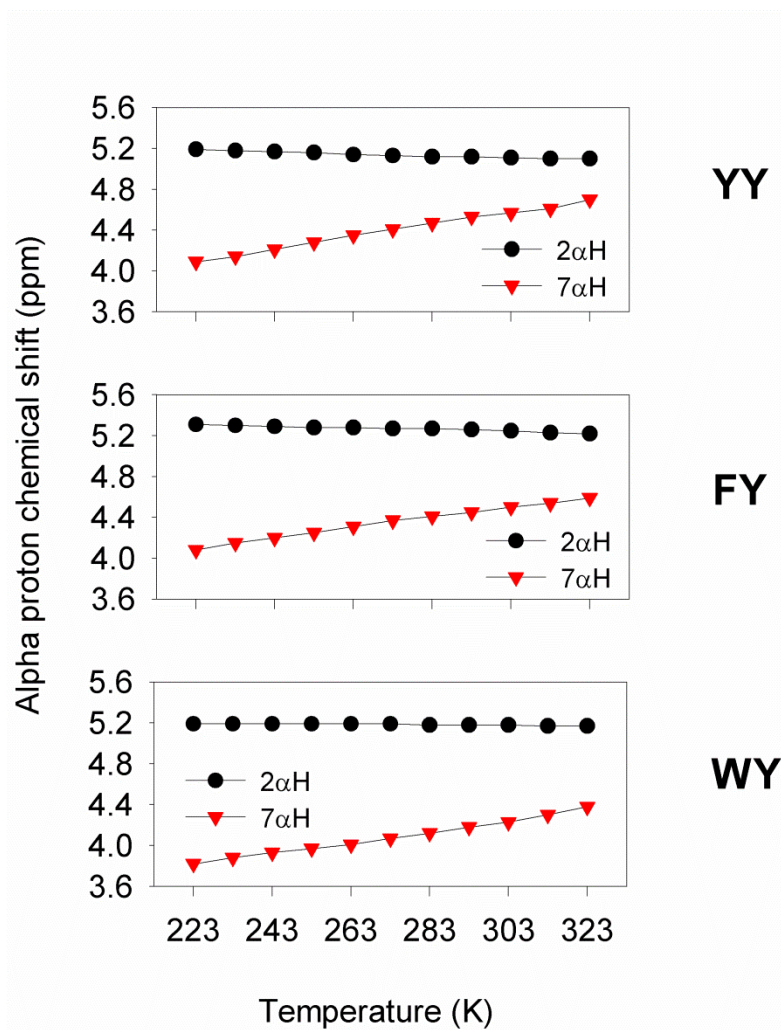 Alpha proton chemical shift (ppm)
5.6
5.2
4.8
4.4
4.0
3.6
2αH
7αH
YY
5.6
5.2
4.8
4.4
4.0
3.6
2αH
7αH
FY
5.6
5.2
4.8
4.4
4.0
3.6
2αH
7αH
WY
223 243 263 283 303 323
Temperature (K)